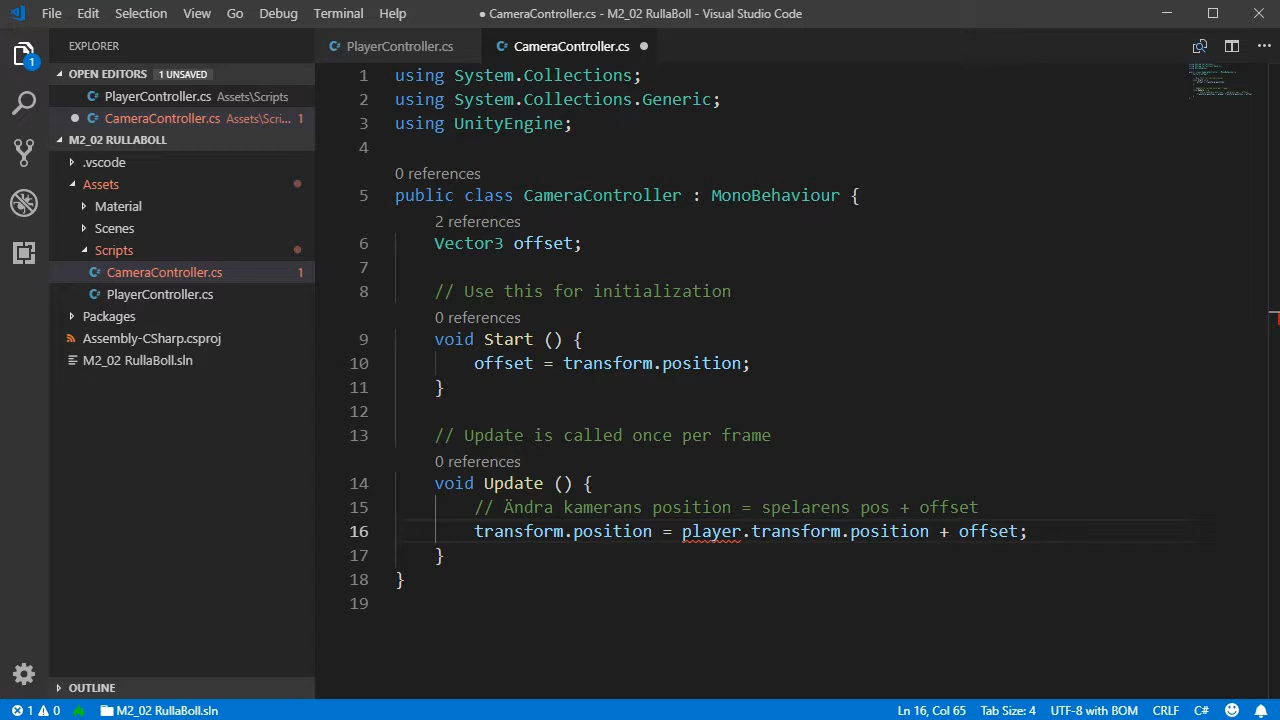 File Edit Selection View Go Debug Terminal Help
● CameraController.cs - M2_02 RullaBoll - Visual Studio Code
EXPLORER
OPEN EDITORS 1 UNSAVED
PlayerController.cs Assets\Scripts
CameraController.cs Assets\Scri... 1
M2_02 RULLABOLL
.vscode
Assets
Material
Scenes
Scripts
CameraController.cs 1
PlayerController.cs
Packages
Assembly-CSharp.csproj
M2_02 RullaBoll.sln
OUTLINE
1
PlayerController.cs CameraController.cs
1 using System.Collections;
2 using System.Collections.Generic;
3 using UnityEngine;
4
0 references
5 public class CameraController : MonoBehaviour {
2 references
6 Vector3 offset;
7
8 // Use this for initialization
0 references
9 void Start () {
10 offset = transform.position;
11 }
12
13 // Update is called once per frame
0 references
14 void Update () {
15 // Ändra kamerans position = spelarens pos + offset
16 transform.position = player.transform.position + offset;
17 }
18 }
19
1 0 M2_02 RullaBoll.sln Ln 16, Col 65 Tab Size: 4 UTF-8 with BOM CRLF C#